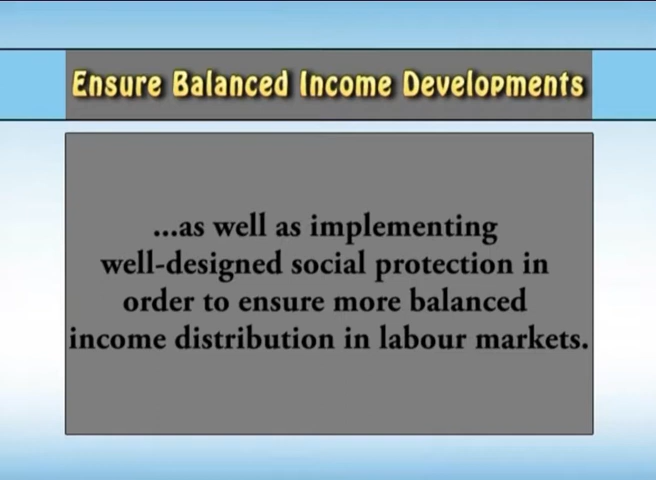 Ensure Balanced Income Developments
...as well as implementing
well-designed social protection in
order to ensure more balanced
income distribution in labour markets.